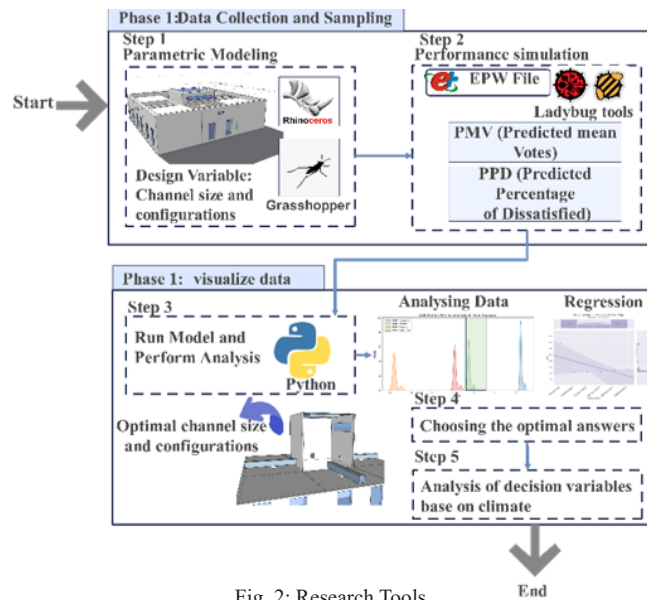 Phase 1:Data Collection and Sampling
Start
Step 1
Parametric Modeling
Rhinoceros
Design Variable:
Channel size and
configurations
Grasshopper
Step 2
Performance simulation
et EPW File
Ladybug tools
PMV (Predicted mean
Votes)
PPD (Predicted
Percentage
of Dissatisfied)
Phase 1: visualize data
Step 3
Run Model and
Perform Analysis
Python
Analysing Data
Regression
Optimal channel size
and configurations
Step 4
Choosing the optimal answers
Step 5
Analysis of decision variables
base on climate
End
Fig. 2: Research Tools